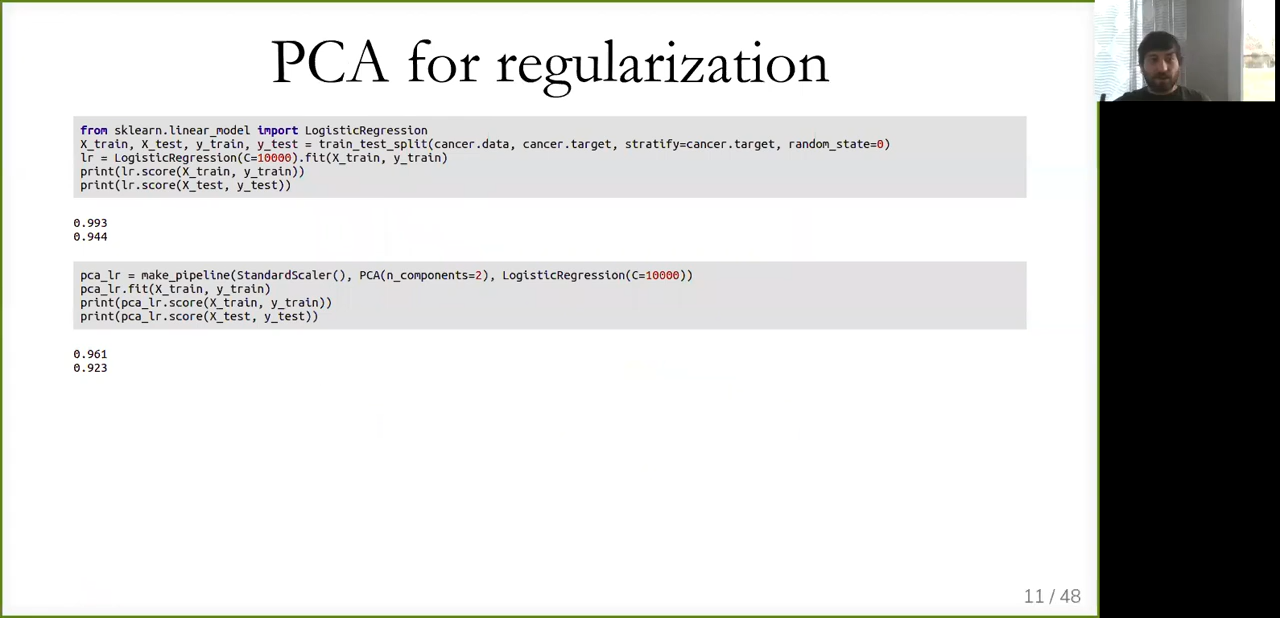 PCA for regularization
from sklearn.linear_model import LogisticRegression
X_train, X_test, y_train, y_test = train_test_split(cancer.data, cancer.target, stratify=cancer.target, random_state=0)
lr = LogisticRegression(C=10000).fit(X_train, y_train)
print(lr.score(X_train, y_train))
print(lr.score(X_test, y_test))
0.993
0.944
pca_lr = make_pipeline(StandardScaler(), PCA(n_components=2), LogisticRegression(C=10000))
pca_lr.fit(X_train, y_train)
print(pca_lr.score(X_train, y_train))
print(pca_lr.score(X_test, y_test))
0.961
0.923
11 / 48